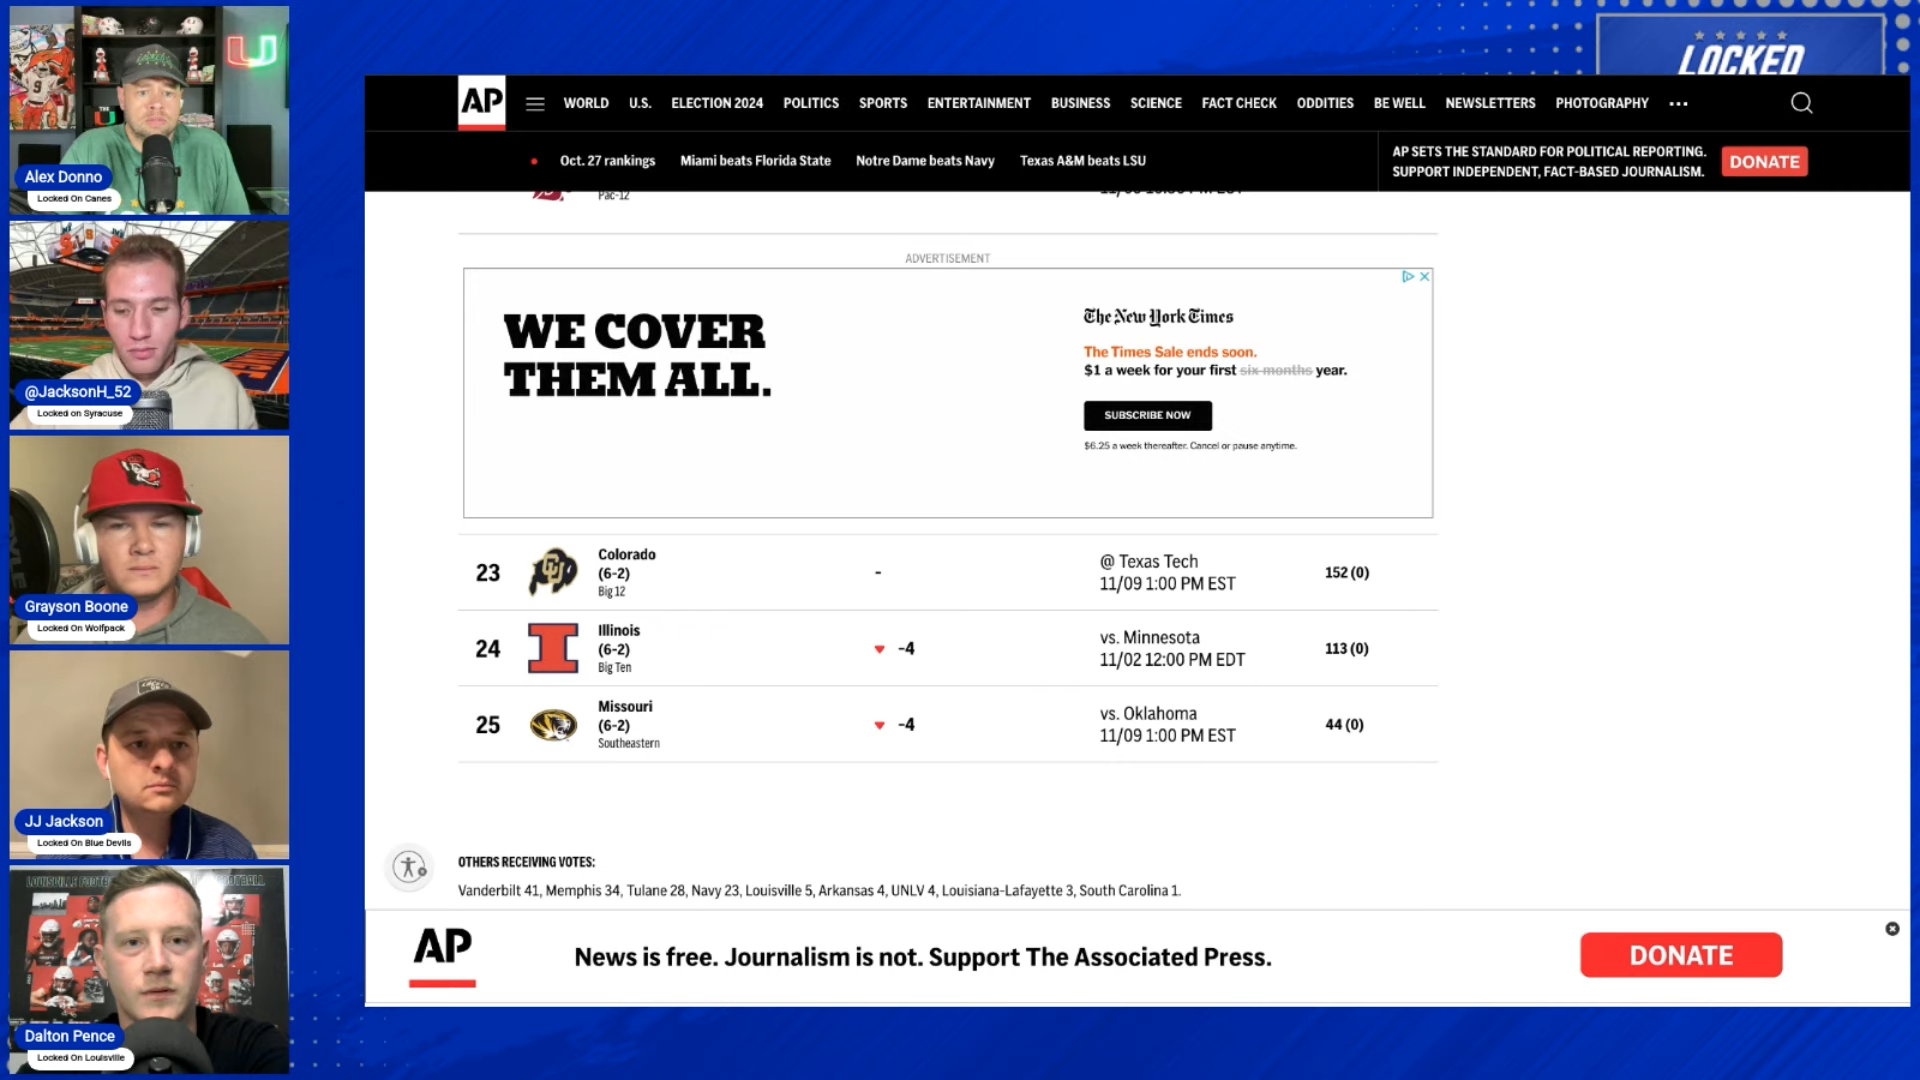 LOCKED
AP
WORLD U.S. ELECTION 2024 POLITICS SPORTS ENTERTAINMENT BUSINESS SCIENCE FACT CHECK ODDITIES BE WELL NEWSLETTERS PHOTOGRAPHY ...
Oct. 27 rankings Miami beats Florida State Notre Dame beats Navy Texas A&M beats LSU
AP SETS THE STANDARD FOR POLITICAL REPORTING.
SUPPORT INDEPENDENT, FACT-BASED JOURNALISM.
DONATE
Pac-12
ADVERTISEMENT
WE COVER
THEM ALL.
The New York Times
The Times Sale ends soon.
$1 a week for your first six months year.
SUBSCRIBE NOW
$6.25 a week thereafter. Cancel or pause anytime.
23
Colorado
(6-2)
Big 12
-
@ Texas Tech
11/09 1:00 PM EST
152 (0)
24
Illinois
(6-2)
Big Ten
-4
vs. Minnesota
11/02 12:00 PM EDT
113 (0)
25
Missouri
(6-2)
Southeastern
-4
vs. Oklahoma
11/09 1:00 PM EST
44 (0)
OTHERS RECEIVING VOTES:
Vanderbilt 41, Memphis 34, Tulane 28, Navy 23, Louisville 5, Arkansas 4, UNLV 4, Louisiana-Lafayette 3, South Carolina 1.
AP
News is free. Journalism is not. Support The Associated Press.
DONATE
Alex Donno
Locked On Canes
@JacksonH_52
Locked on Syracuse
Grayson Boone
Locked On Wolfpack
JJ Jackson
Locked On Blue Devils
Dalton Pence
Locked On Louisville